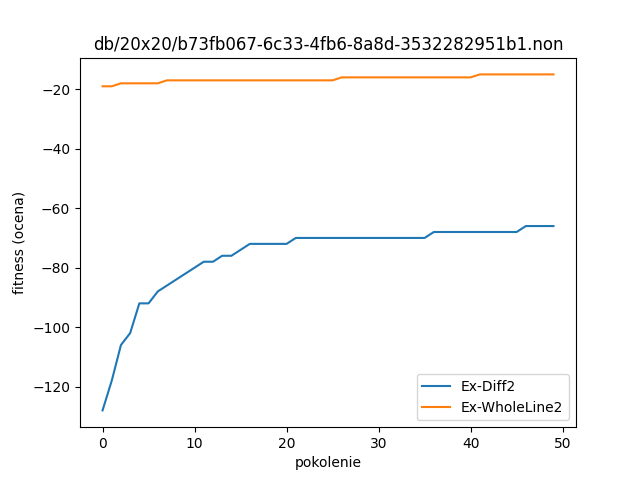 db/20x20/b73fb067-6c33-4fb6-8a8d-3532282951b1.non
−20
−40
−60
−80
−100
−120
fitness (ocena)
0
10
20
30
40
50
pokolenie
Ex-Diff2
Ex-WholeLine2